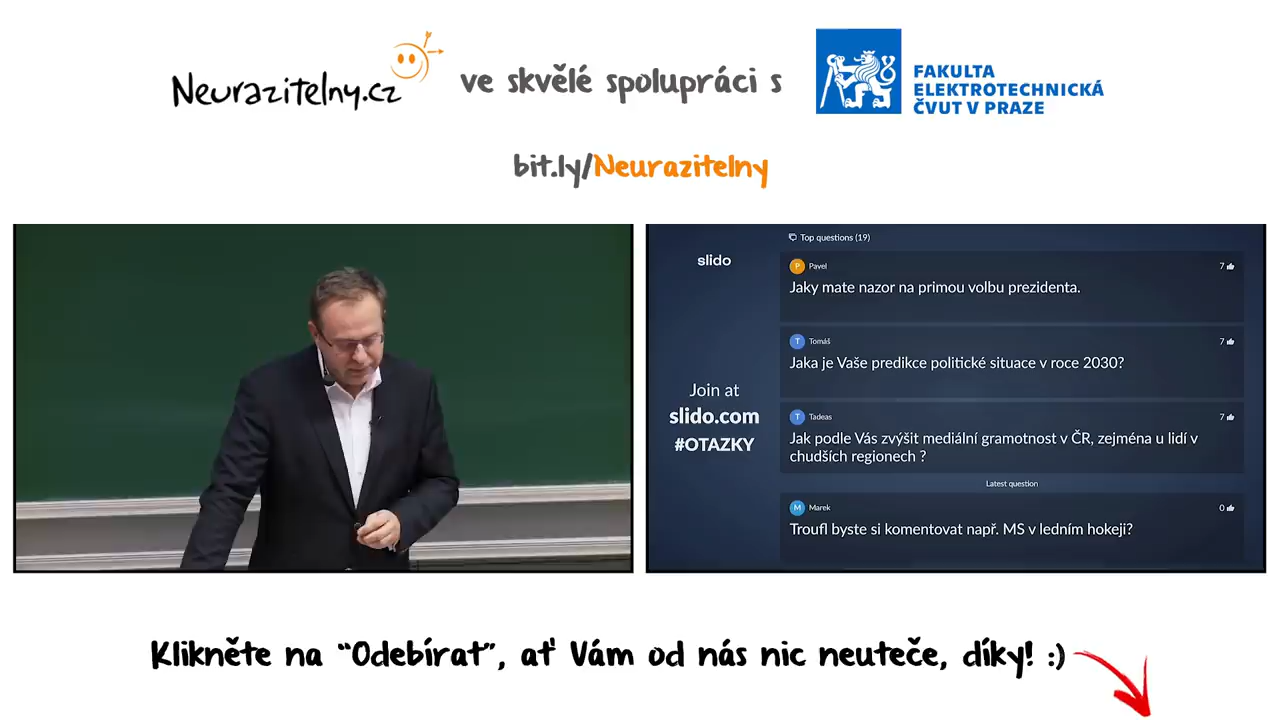 Neurazitelny.cz ve skvělé spolupráci s
FAKULTA
ELEKTROTECHNICKÁ
ČVUT V PRAZE
bit.ly/Neurazitelny
slido
Join at
slido.com
#OTAZKY
Top questions (19)
P Pavel 7
Jaky mate nazor na primou volbu prezidenta.
T Tomáš 7
Jaka je Vaše predikce politické situace v roce 2030?
T Tadeas 7
Jak podle Vás zvýšit mediální gramotnost v ČR, zejména u lidí v
chudších regionech ?
Latest question
M Marek 0
Troufl byste si komentovat např. MS v ledním hokeji?
Klikněte na “Odebírat”, ať Vám od nás nic neuteče, díky! :)